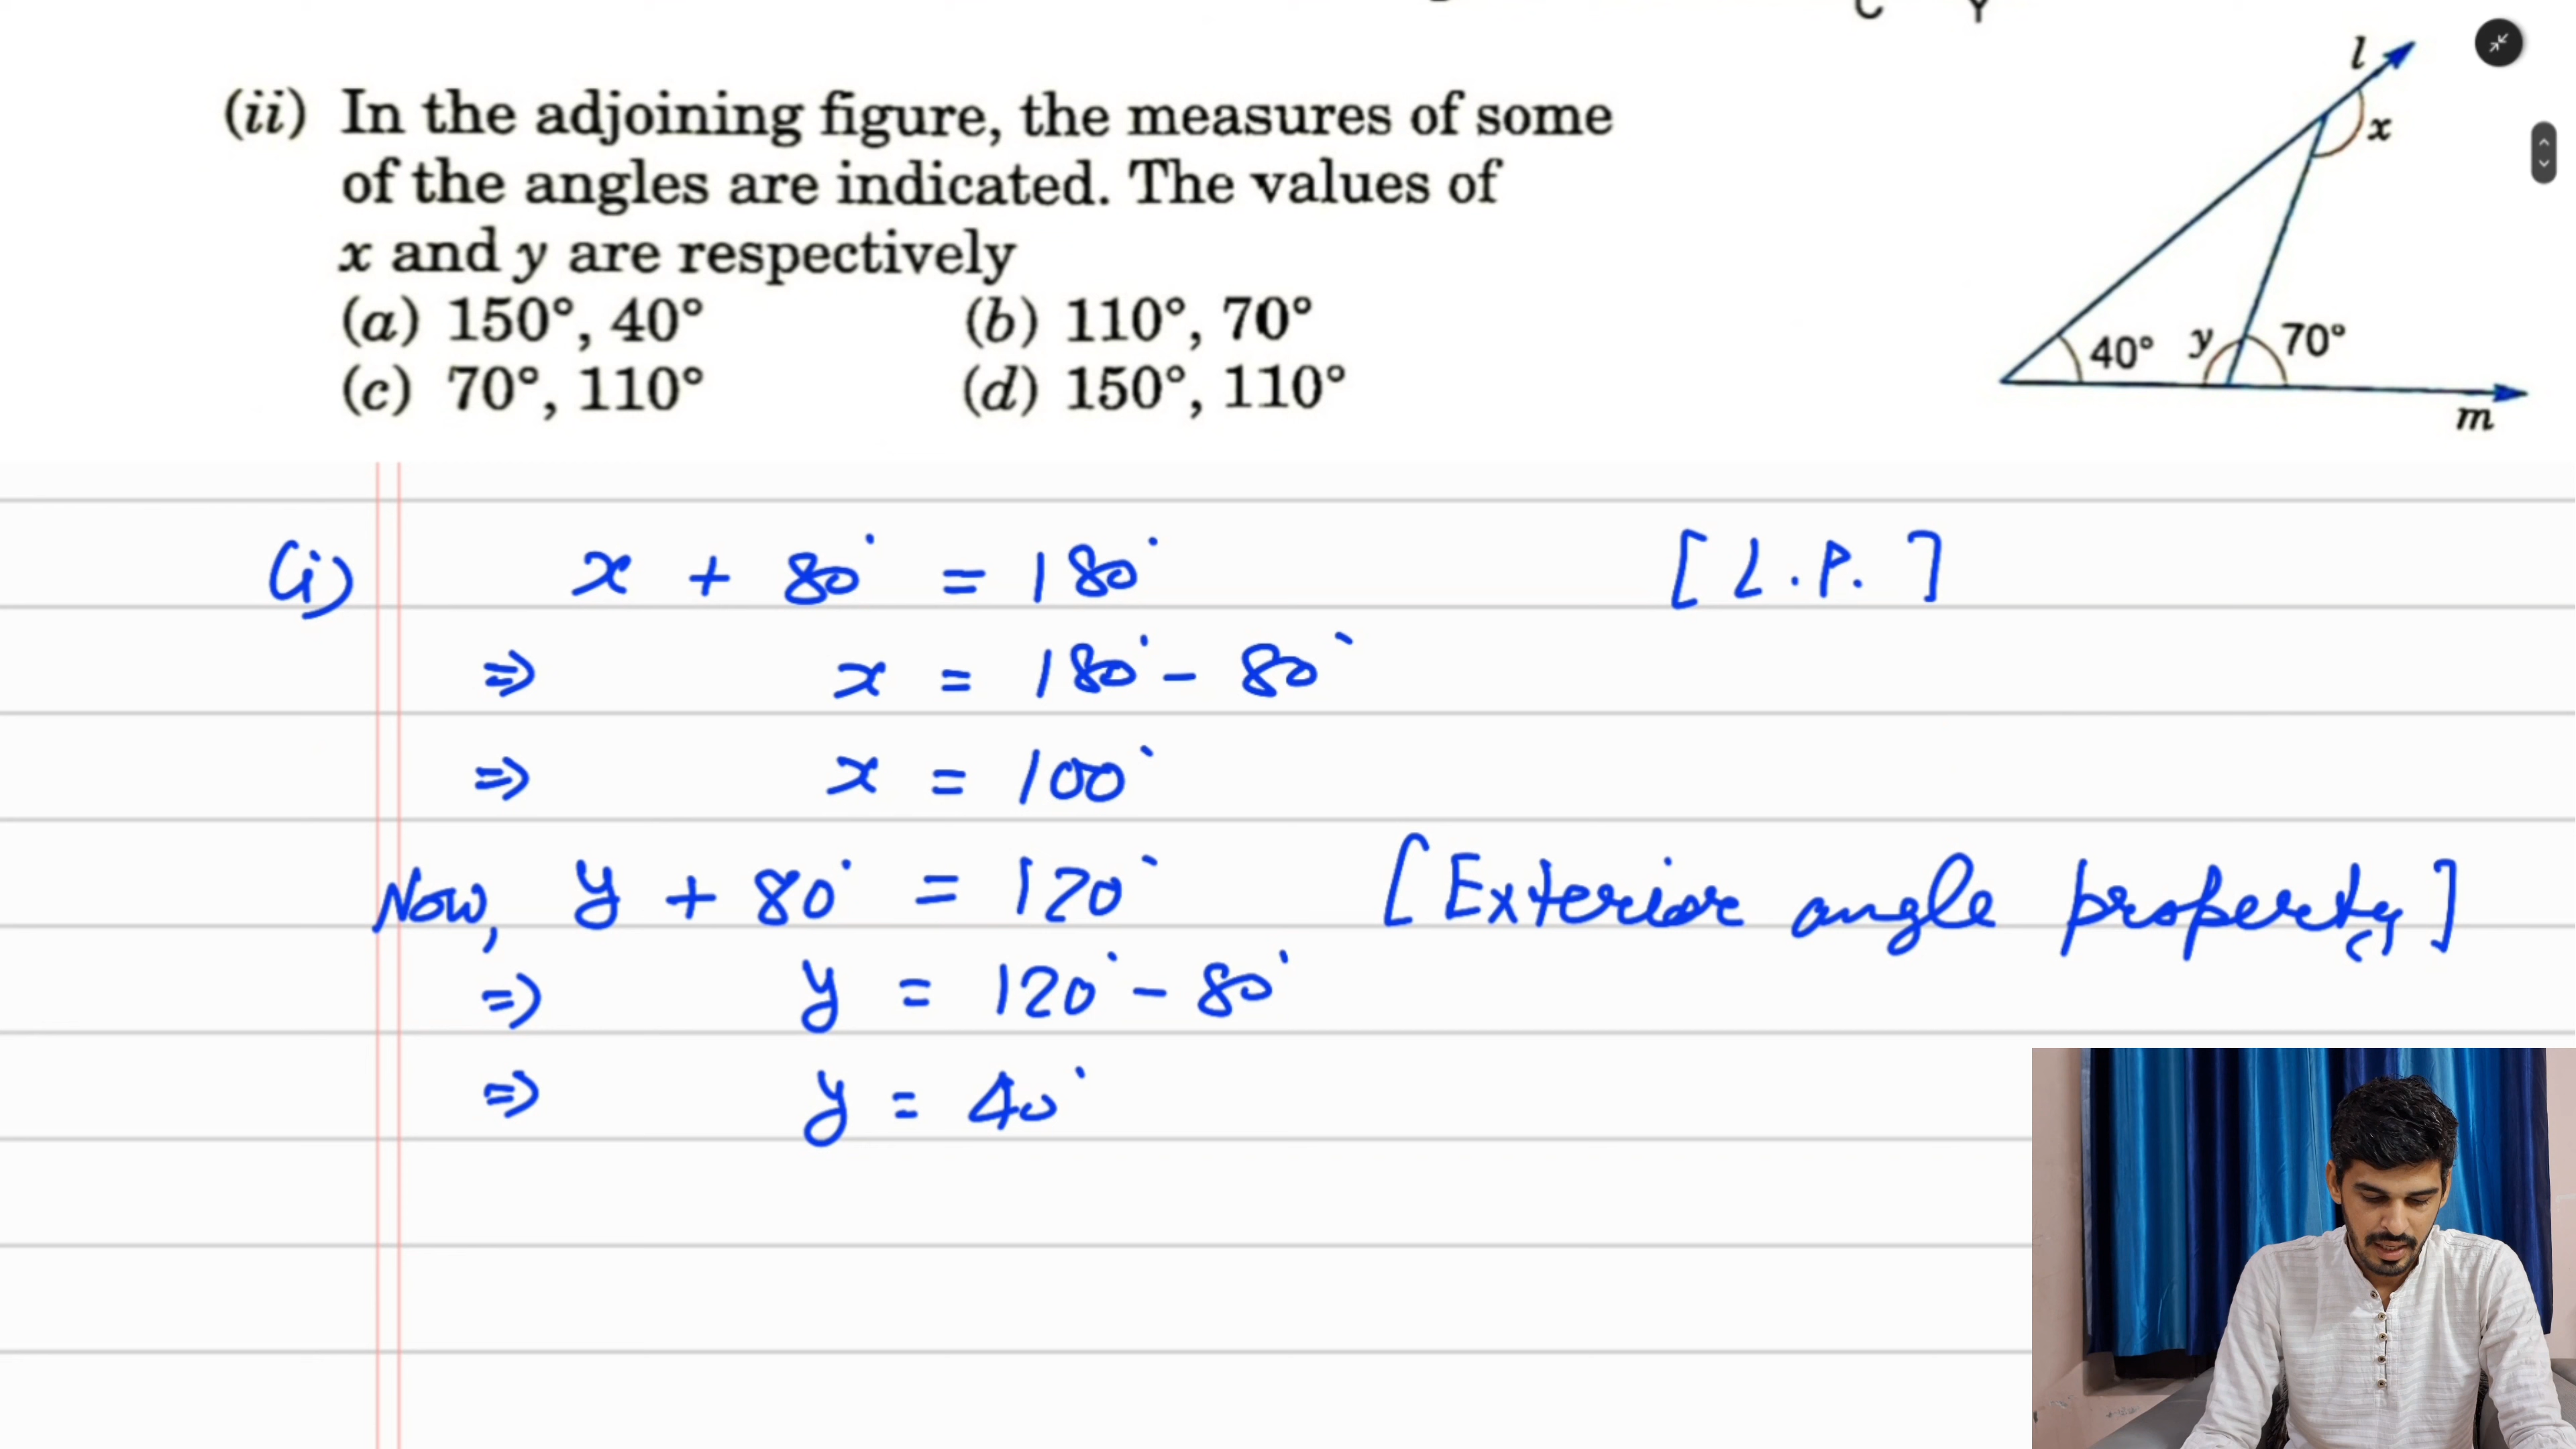 C Y
(ii) In the adjoining figure, the measures of some
of the angles are indicated. The values of
x and y are respectively
(a) 150°, 40° (b) 110°, 70°
(c) 70°, 110° (d) 150°, 110°
l
x
40° y 70°
m
(i) x + 80° = 180° [L.P.]
⇒ x = 180° - 80°
⇒ x = 100°
Now, y + 80° = 120° [Exterior angle property]
⇒ y = 120° - 80°
⇒ y = 40°